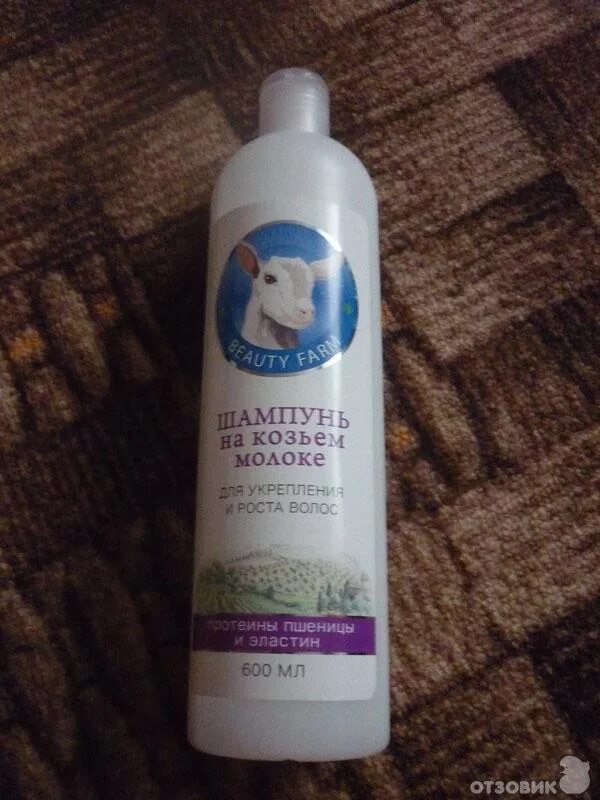 BEAUTY FARM
ШАМПУНЬ
на козьем
молоке
ДЛЯ УКРЕПЛЕНИЯ
И РОСТА ВОЛОС
протеины пшеницы
и эластин
600 МЛ
ОТЗОВИК